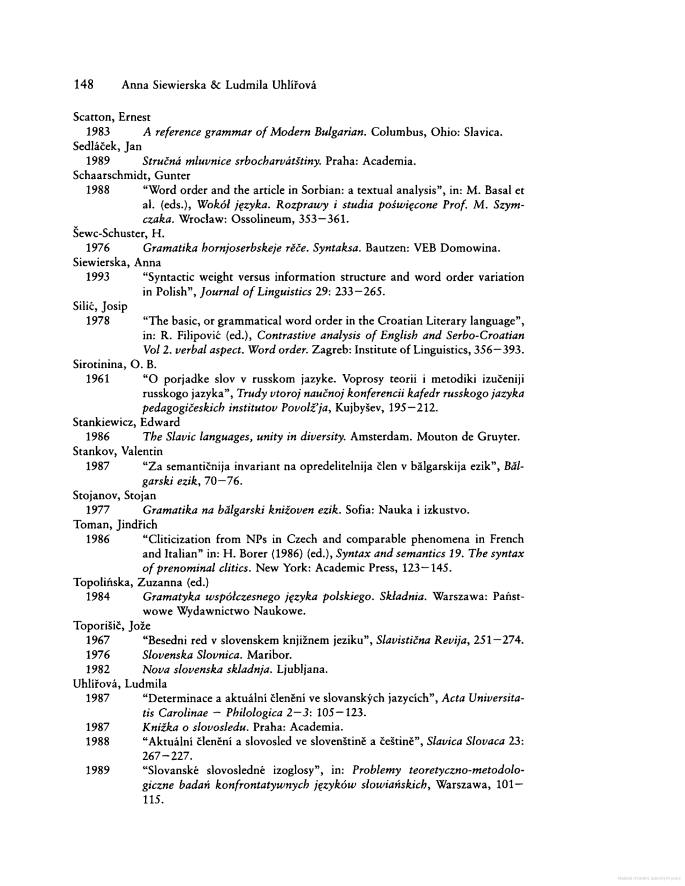 148 Anna Siewierska & Ludmila Uhlířová
Scatton, Ernest
1983 A reference grammar of Modern Bulgarian. Columbus, Ohio: Slavica.
Sedláček, Jan
1989 Stručná mluvnice srbocharvátštiny. Praha: Academia.
Schaarschmidt, Gunter
1988 “Word order and the article in Sorbian: a textual analysis”, in: M. Basal et
al. (eds.), Wokół języka. Rozprawy i studia poświęcone Prof. M. Szym-
czaka. Wrocław: Ossolineum, 353—361.
Šewc-Schuster, H.
1976 Gramatika hornjoserbskeje rěče. Syntaksa. Bautzen: VEB Domowina.
Siewierska, Anna
1993 “Syntactic weight versus information structure and word order variation
in Polish”, Journal of Linguistics 29: 233—265.
Silić, Josip
1978 “The basic, or grammatical word order in the Croatian Literary language”,
in: R. Filipović (ed.), Contrastive analysis of English and Serbo-Croatian
Vol 2. verbal aspect. Word order. Zagreb: Institute of Linguistics, 356—393.
Sirotinina, O. B.
1961 “O porjadke slov v russkom jazyke. Voprosy teorii i metodiki izučeniji
russkogo jazyka”, Trudy vtoroj naučnoj konferencii kafedr russkogo jazyka
pedagogičeskich institutov Povolž’ja, Kujbyšev, 195—212.
Stankiewicz, Edward
1986 The Slavic languages, unity in diversity. Amsterdam. Mouton de Gruyter.
Stankov, Valentin
1987 “Za semantičnija invariant na opredelitelnija člen v bălgarskija ezik”, Băl-
garski ezik, 70—76.
Stojanov, Stojan
1977 Gramatika na bălgarski knižoven ezik. Sofia: Nauka i izkustvo.
Toman, Jindřich
1986 “Cliticization from NPs in Czech and comparable phenomena in French
and Italian” in: H. Borer (1986) (ed.), Syntax and semantics 19. The syntax
of prenominal clitics. New York: Academic Press, 123—145.
Topolińska, Zuzanna (ed.)
1984 Gramatyka współczesnego języka polskiego. Składnia. Warszawa: Państ-
wowe Wydawnictwo Naukowe.
Toporišič, Jože
1967 “Besedni red v slovenskem knjižnem jeziku”, Slavistična Revija, 251—274.
1976 Slovenska Slovnica. Maribor.
1982 Nova slovenska skladnja. Ljubljana.
Uhlířová, Ludmila
1987 “Determinace a aktuální členění ve slovanských jazycích”, Acta Universita-
tis Carolinae — Philologica 2—3: 105—123.
1987 Knížka o slovosledu. Praha: Academia.
1988 “Aktuální členění a slovosled ve slovenštině a češtině”, Slavica Slovaca 23:
267—227.
1989 “Slovanské slovosledné izoglosy”, in: Problemy teoretyczno-metodolo-
giczne badań konfrontatywnych języków słowiańskich, Warszawa, 101—
115.